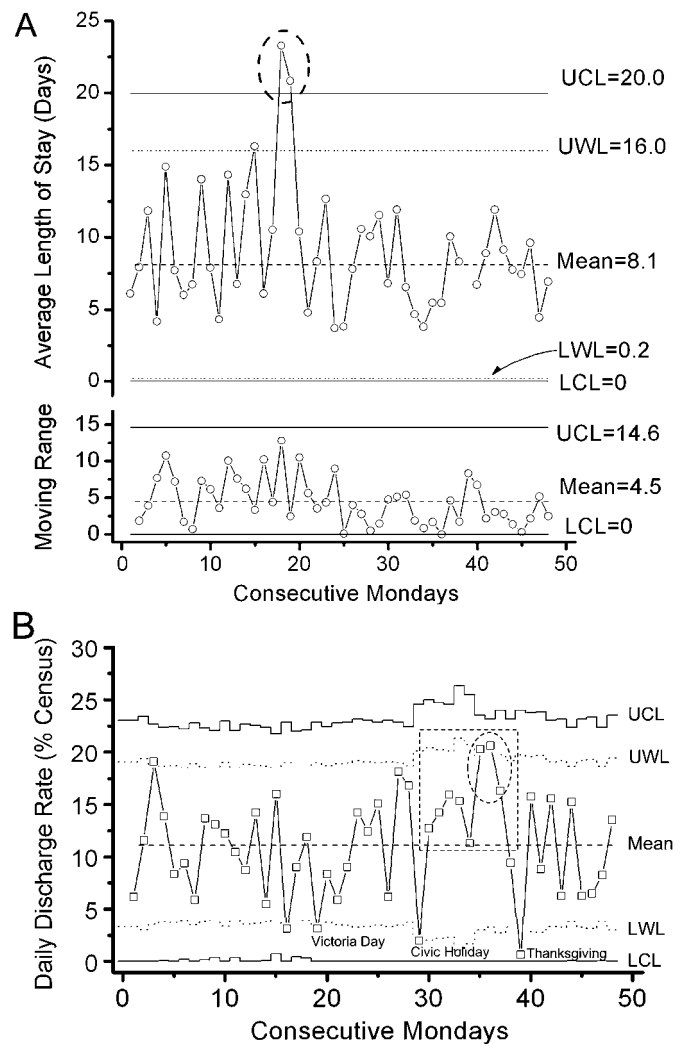 A
25
20
15
10
5
0
Average Length of Stay (Days)
UCL=20.0
UWL=16.0
Mean=8.1
LWL=0.2
LCL=0
15
10
5
0
Moving Range
UCL=14.6
Mean=4.5
LCL=0
0 10 20 30 40 50
Consecutive Mondays
B
30
25
20
15
10
5
0
Daily Discharge Rate (% Census)
UCL
UWL
Mean
LWL
LCL
Victoria Day
Civic Holiday
Thanksgiving
0 10 20 30 40 50
Consecutive Mondays